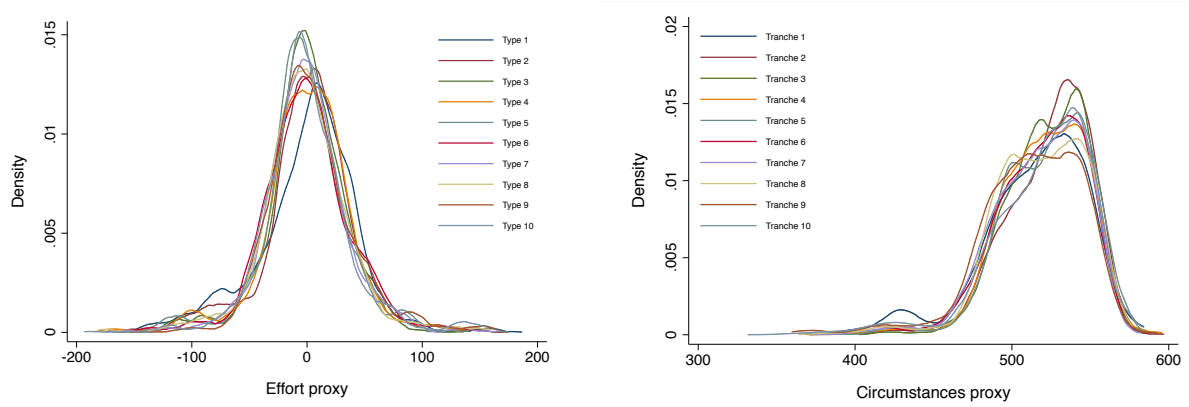 .015
.01
.005
0
Density
-200
-100
0
100
200
Effort proxy
Type 1
Type 2
Type 3
Type 4
Type 5
Type 6
Type 7
Type 8
Type 9
Type 10
.02
.015
.01
.005
0
Density
300
400
500
600
Circumstances proxy
Tranche 1
Tranche 2
Tranche 3
Tranche 4
Tranche 5
Tranche 6
Tranche 7
Tranche 8
Tranche 9
Tranche 10